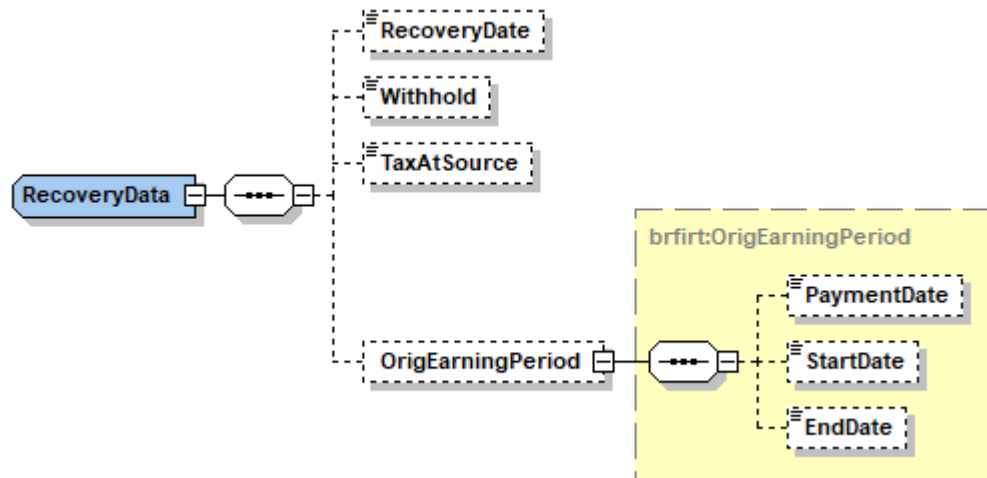 RecoveryDate
Withhold
TaxAtSource
RecoveryData
brfirt:OrigEarningPeriod
PaymentDate
OrigEarningPeriod
StartDate
EndDate